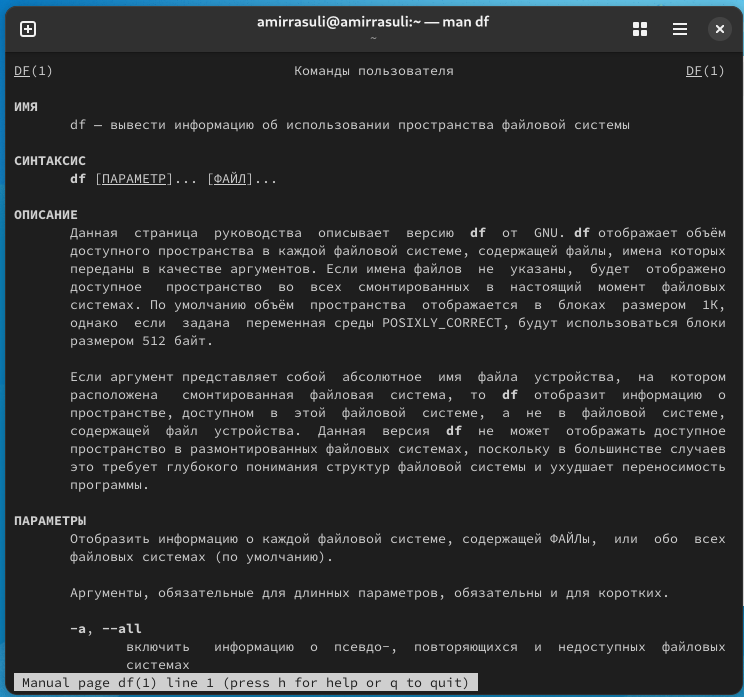 amirrasuli@amirrasuli:~ — man df
~
DF(1) Команды пользователя DF(1)
ИМЯ
df — вывести информацию об использовании пространства файловой системы
СИНТАКСИС
df [ПАРАМЕТР]... [ФАЙЛ]...
ОПИСАНИЕ
Данная страница руководства описывает версию df от GNU. df отображает объём
доступного пространства в каждой файловой системе, содержащей файлы, имена которых
переданы в качестве аргументов. Если имена файлов не указаны, будет отображено
доступное пространство во всех смонтированных в настоящий момент файловых
системах. По умолчанию объём пространства отображается в блоках размером 1K,
однако если задана переменная среды POSIXLY_CORRECT, будут использоваться блоки
размером 512 байт.
Если аргумент представляет собой абсолютное имя файла устройства, на котором
расположена смонтированная файловая система, то df отобразит информацию о
пространстве, доступном в этой файловой системе, а не в файловой системе,
содержащей файл устройства. Данная версия df не может отображать доступное
пространство в размонтированных файловых системах, поскольку в большинстве случаев
это требует глубокого понимания структур файловой системы и ухудшает переносимость
программы.
ПАРАМЕТРЫ
Отобразить информацию о каждой файловой системе, содержащей ФАЙЛы, или обо всех
файловых системах (по умолчанию).
Аргументы, обязательные для длинных параметров, обязательны и для коротких.
-a, --all
включить информацию о псевдо-, повторяющихся и недоступных файловых
системах
Manual page df(1) line 1 (press h for help or q to quit)